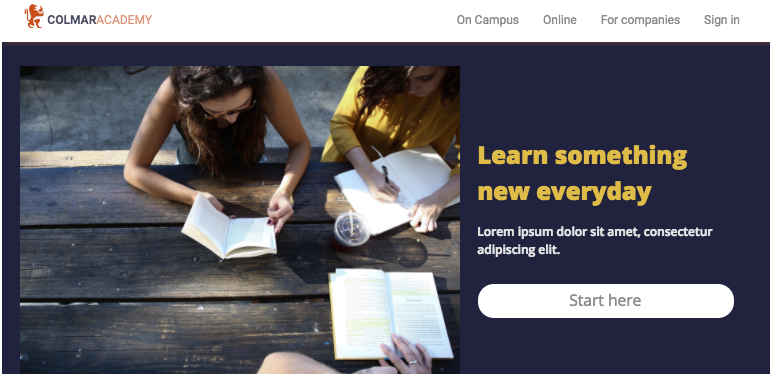 COLMARACADEMY
On Campus
Online
For companies
Sign in
Learn something
new everyday
Lorem ipsum dolor sit amet, consectetur
adipiscing elit.
Start here